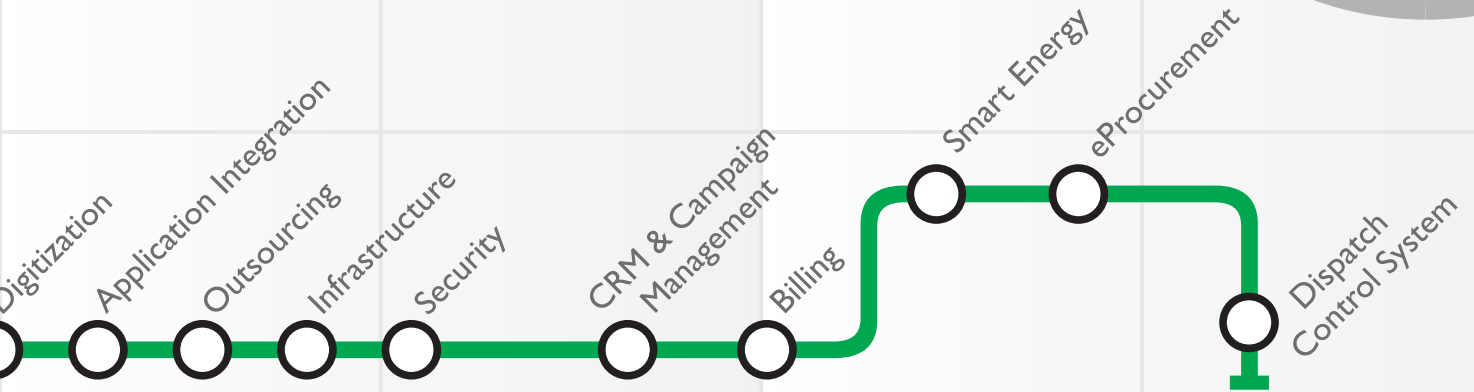 Digitization
Application Integration
Outsourcing
Infrastructure
Security
CRM & Campaign
Management
Billing
Smart Energy
eProcurement
Dispatch
Control System